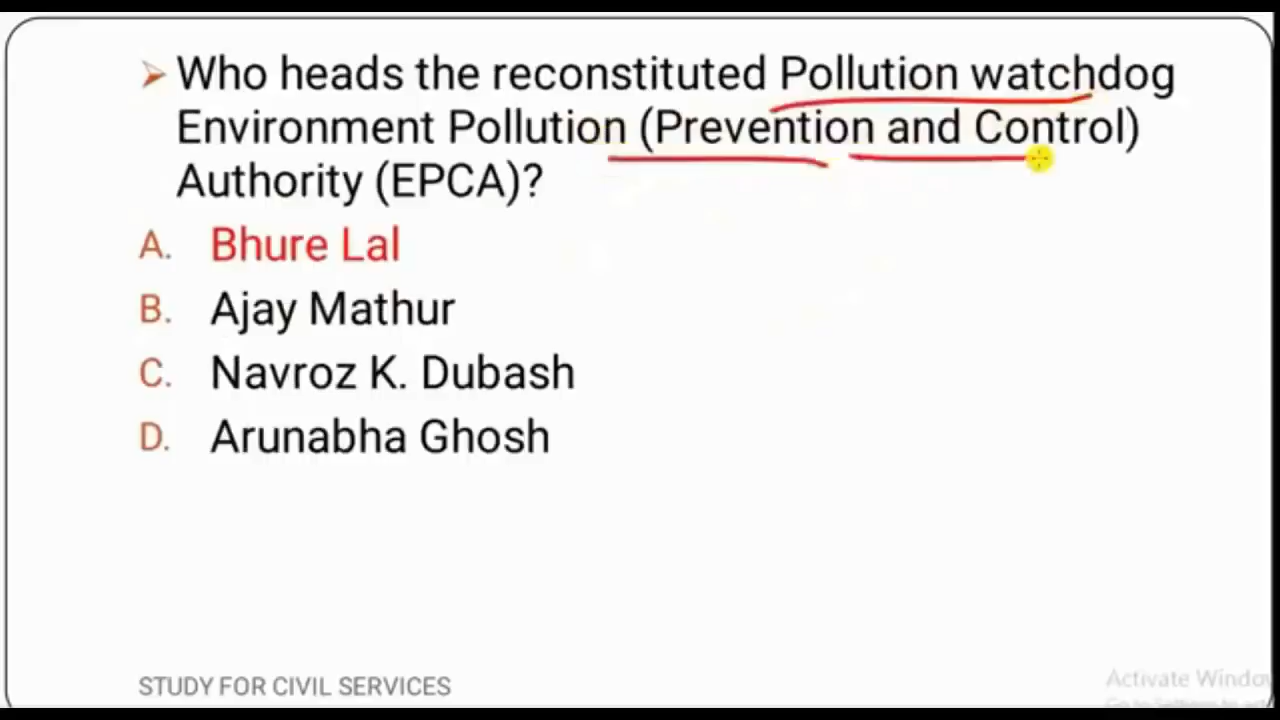 Who heads the reconstituted Pollution watchdog
Environment Pollution (Prevention and Control)
Authority (EPCA)?
A. Bhure Lal
B. Ajay Mathur
C. Navroz K. Dubash
D. Arunabha Ghosh
STUDY FOR CIVIL SERVICES
Activate Windo